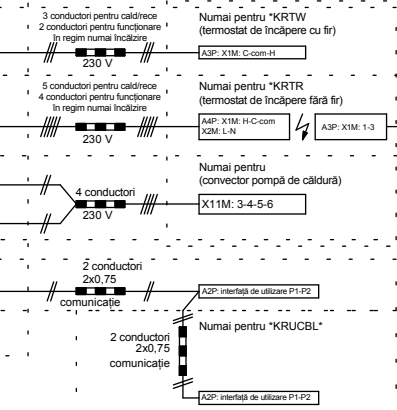 3 conductori pentru cald/rece
2 conductori pentru funcționare
în regim numai încălzire
230 V
Numai pentru *KRTW
(termostat de încăpere cu fir)
A3P: X1M: C-com-H
5 conductori pentru cald/rece
4 conductori pentru funcționare
în regim numai încălzire
230 V
Numai pentru *KRTR
(termostat de încăpere fără fir)
A4P: X1M: H-C-com
X2M: L-N
A3P: X1M: 1-3
4 conductori
230 V
Numai pentru
(convector pompă de căldură)
X11M: 3-4-5-6
2 conductori
2x0,75
comunicație
A2P: interfață de utilizare P1-P2
2 conductori
2x0,75
comunicație
Numai pentru *KRUCBL*
A2P: interfață de utilizare P1-P2